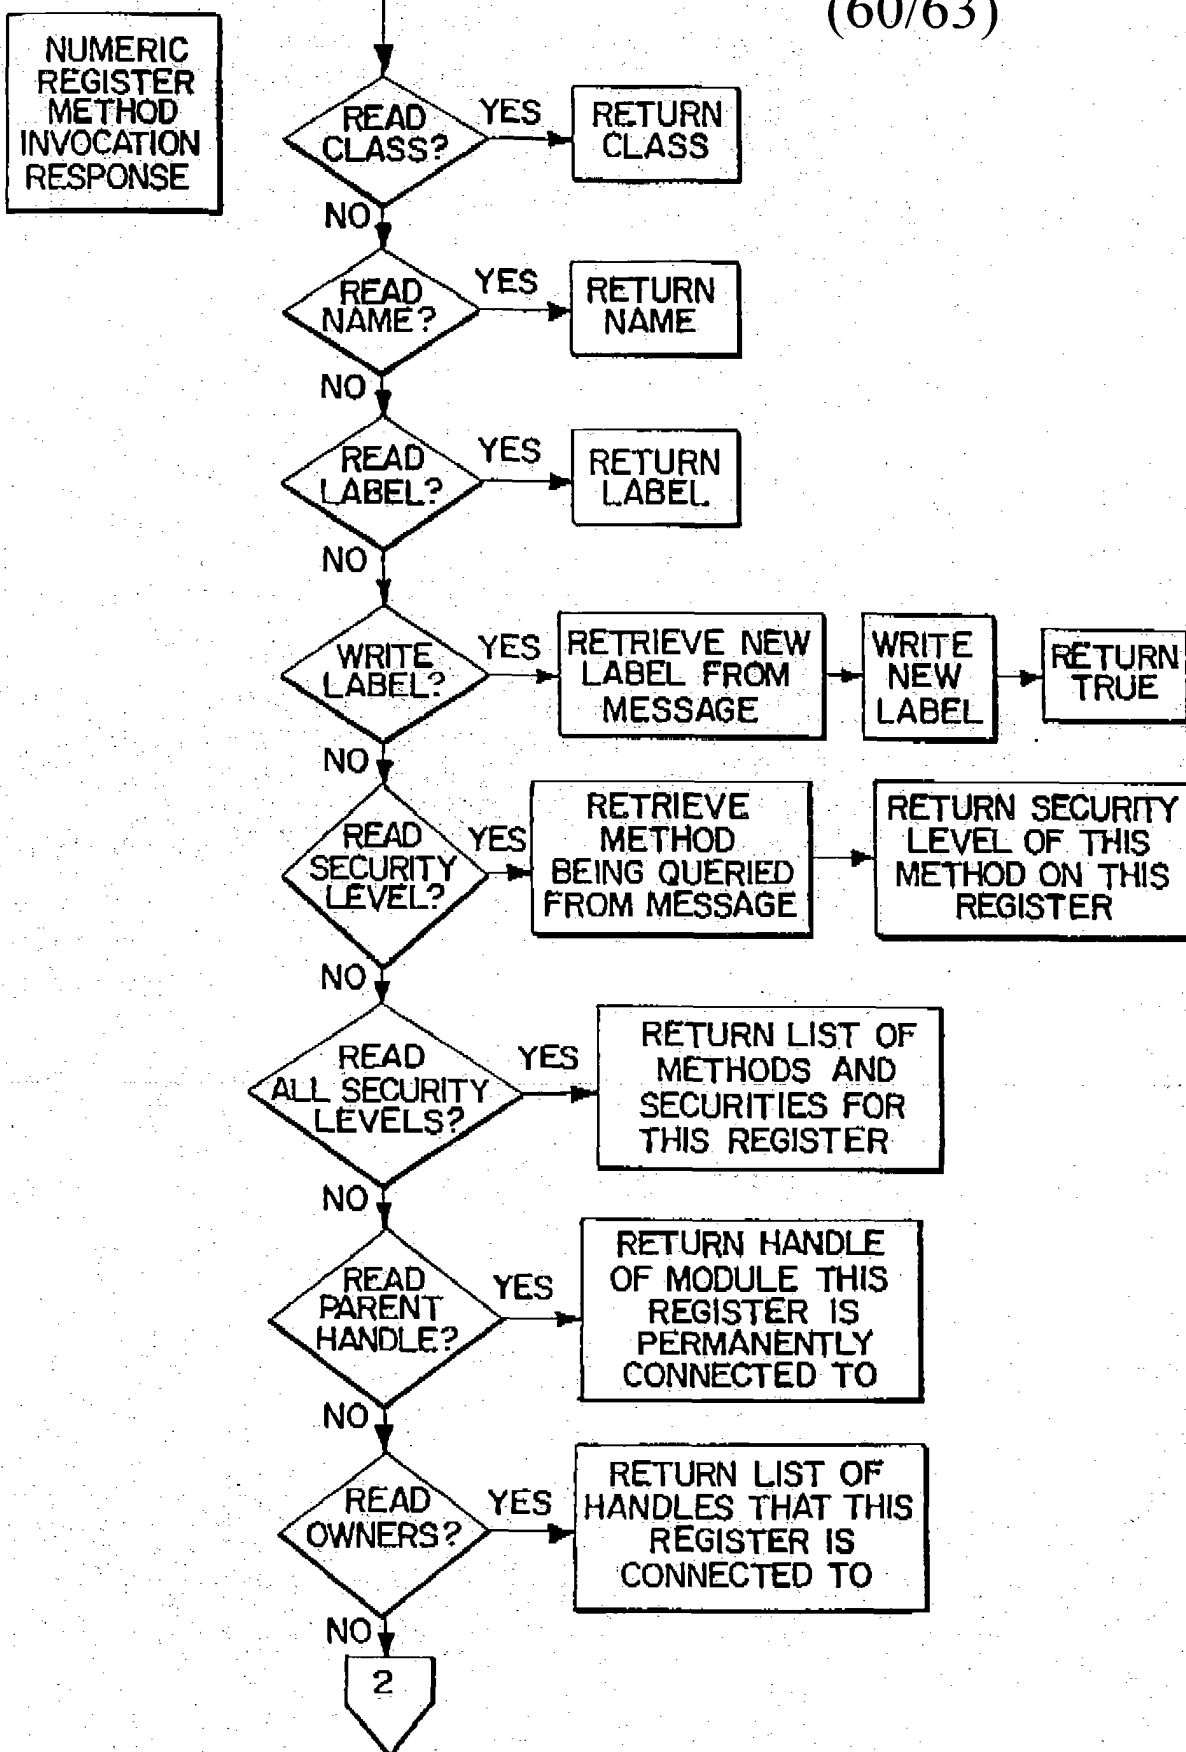 (60/63)
NUMERIC
REGISTER
METHOD
INVOCATION
RESPONSE
READ
CLASS?
YES
RETURN
CLASS
NO
READ
NAME?
YES
RETURN
NAME
NO
READ
LABEL?
YES
RETURN
LABEL
NO
WRITE
LABEL?
YES
RETRIEVE NEW
LABEL FROM
MESSAGE
WRITE
NEW
LABEL
RETURN
TRUE
NO
READ
SECURITY
LEVEL?
YES
RETRIEVE
METHOD
BEING QUERIED
FROM MESSAGE
RETURN SECURITY
LEVEL OF THIS
METHOD ON THIS
REGISTER
NO
READ
ALL SECURITY
LEVELS?
YES
RETURN LIST OF
METHODS AND
SECURITIES FOR
THIS REGISTER
NO
READ
PARENT
HANDLE?
YES
RETURN HANDLE
OF MODULE THIS
REGISTER IS
PERMANENTLY
CONNECTED TO
NO
READ
OWNERS?
YES
RETURN LIST OF
HANDLES THAT THIS
REGISTER IS
CONNECTED TO
NO
2